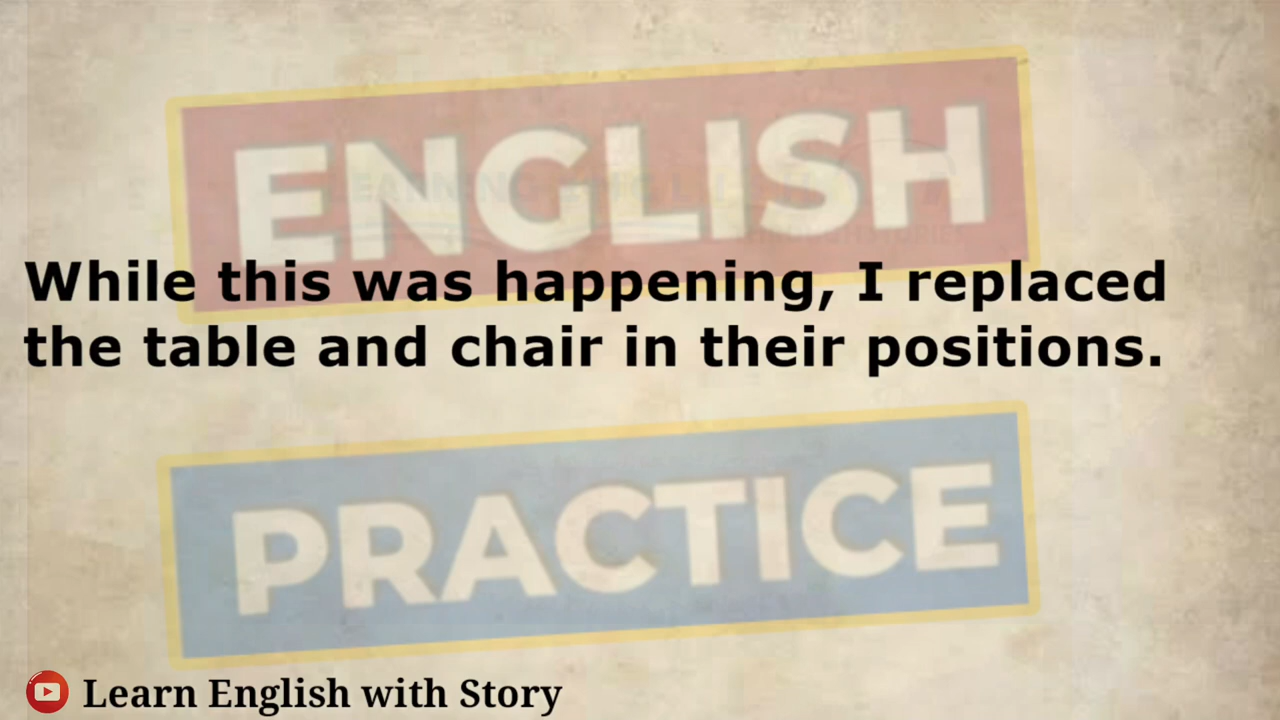 ENGLISH
While this was happening, I replaced
the table and chair in their positions.
PRACTICE
Learn English with Story